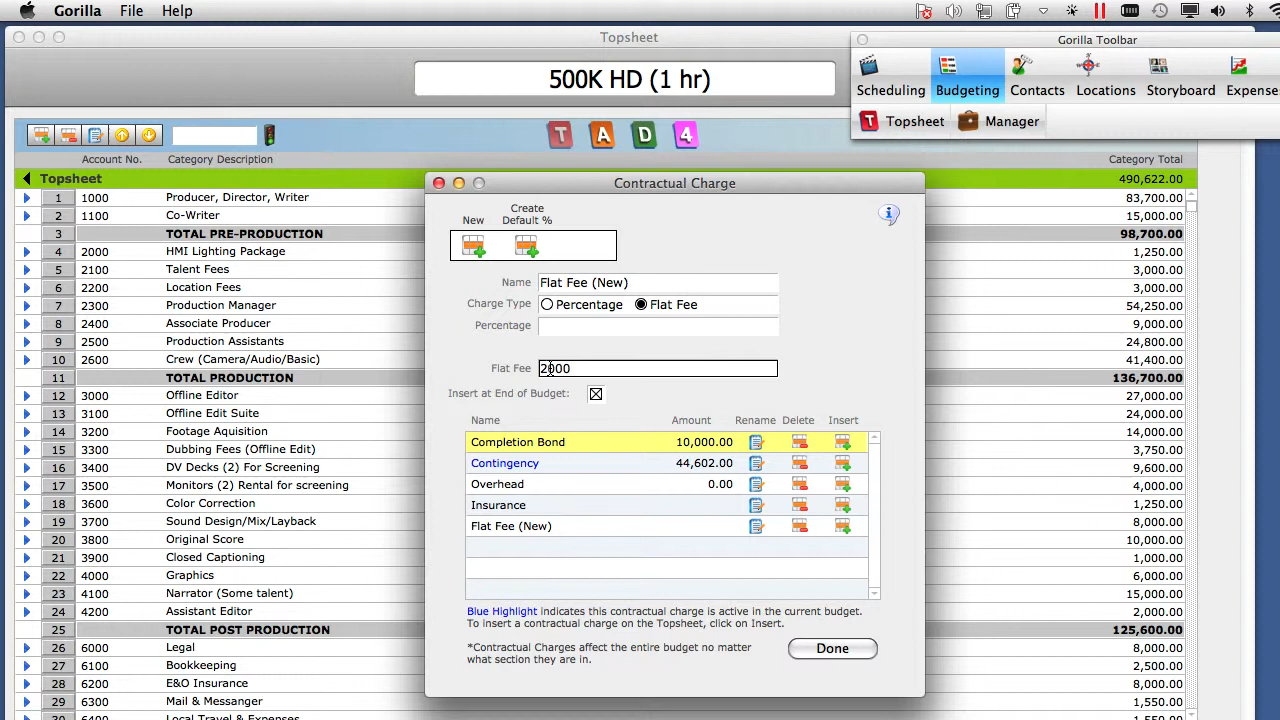 Gorilla File Help
Topsheet
Gorilla Toolbar
500K HD (1 hr)
Scheduling Budgeting Contacts Locations Storyboard Expense
Topsheet Manager
T A D 4
Account No. Category Description Category Total
Topsheet 490,622.00
1 1000 Producer, Director, Writer 83,700.00
2 1100 Co-Writer 15,000.00
3 TOTAL PRE-PRODUCTION 98,700.00
4 2000 HMI Lighting Package 1,250.00
5 2100 Talent Fees 3,000.00
6 2200 Location Fees 3,000.00
7 2300 Production Manager 54,250.00
8 2400 Associate Producer 9,000.00
9 2500 Production Assistants 24,800.00
10 2600 Crew (Camera/Audio/Basic) 41,400.00
11 TOTAL PRODUCTION 136,700.00
12 3000 Offline Editor 24,000.00
13 3100 Offline Edit Suite 24,000.00
14 3200 Footage Aquisition 14,000.00
15 3300 Dubbing Fees (Offline Edit) 3,750.00
16 3400 DV Decks (2) For Screening 9,600.00
17 3500 Monitors (2) Rental for screening 4,000.00
18 3600 Color Correction 1,250.00
19 3700 Sound Design/Mix/Layback 8,000.00
20 3800 Original Score 10,000.00
21 3900 Closed Captioning 1,000.00
22 4000 Graphics 6,000.00
23 4100 Narrator (Some talent) 15,000.00
24 4200 Assistant Editor 2,000.00
25 TOTAL POST PRODUCTION 125,600.00
26 6000 Legal 8,000.00
27 6100 Bookkeeping 2,500.00
28 6200 E&O Insurance 8,000.00
29 6300 Mail & Messanger 1,550.00
30 6400 Local Travel & Expenses 1,550.00
Contractual Charge
New
Create
Default %
Name Flat Fee (New)
Charge Type Percentage Flat Fee
Percentage
Flat Fee 2000
Insert at End of Budget:
Name Amount Rename Delete Insert
Completion Bond 10,000.00
Contingency 44,602.00
Overhead 0.00
Insurance
Flat Fee (New)
Blue Highlight indicates this contractual charge is active in the current budget.
To insert a contractual charge on the Topsheet, click on Insert.
*Contractual Charges affect the entire budget no matter
what section they are in.
Done